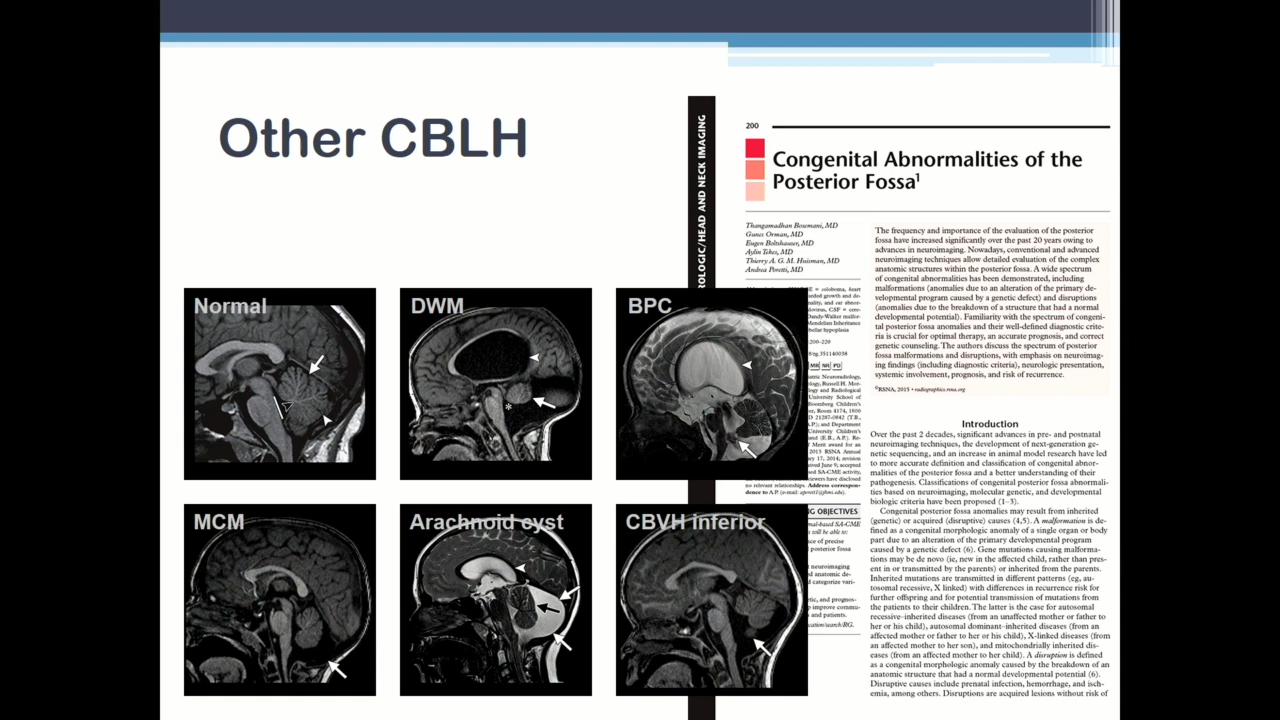 Other CBLH
Normal
DWM
BPC
MCM
Arachnoid cyst
CBVH inferior
ROLOGIC/HEAD AND NECK IMAGING
200
Congenital Abnormalities of the
Posterior Fossa1
Thangamadhan Bosemani, MD
Gunes Orman, MD
Eugen Boltshauser, MD
Aylin Tekes, MD
Thierry A. G. M. Huisman, MD
Andrea Poretti, MD
The frequency and importance of the evaluation of the posterior
fossa have increased significantly over the past 20 years owing to
advances in neuroimaging. Nowadays, conventional and advanced
neuroimaging techniques allow detailed evaluation of the complex
anatomic structures within the posterior fossa. A wide spectrum
of congenital abnormalities has been demonstrated, including
malformations (anomalies due to an alteration of the primary de-
velopmental program caused by a genetic defect) and disruptions
(anomalies due to the breakdown of a structure that had a normal
developmental potential). Familiarity with the spectrum of congeni-
tal posterior fossa anomalies and their well-defined diagnostic crite-
ria is crucial for optimal therapy, an accurate prognosis, and correct
genetic counseling. The authors discuss the spectrum of posterior
fossa malformations and disruptions, with emphasis on neuroimag-
ing findings (including diagnostic criteria), neurologic presentation,
systemic involvement, prognosis, and risk of recurrence.
©RSNA, 2015 • radiographics.rsna.org
Introduction
Over the past 2 decades, significant advances in pre- and postnatal
neuroimaging techniques, the development of next-generation ge-
netic sequencing, and an increase in animal model research have led
to more accurate definition and classification of congenital abnor-
malities of the posterior fossa and a better understanding of their
pathogenesis. Classifications of congenital posterior fossa abnormali-
ties based on neuroimaging, molecular genetic, and developmental
biologic criteria have been proposed (1–3).
Congenital posterior fossa anomalies may result from inherited
(genetic) or acquired (disruptive) causes (4,5). A malformation is de-
fined as a congenital morphologic anomaly of a single organ or body
part due to an alteration of the primary developmental program
caused by a genetic defect (6). Gene mutations causing malforma-
tions may be de novo (ie, new in the affected child, rather than pres-
ent in or transmitted by the parents) or inherited from the parents.
Inherited mutations are transmitted in different patterns (eg, au-
tosomal recessive, X linked) with differences in recurrence risk for
further offspring and for potential transmission of mutations from
the patients to their children. The latter is the case for autosomal
recessive–inherited diseases (from an unaffected mother or father to
her or his child), autosomal dominant–inherited diseases (from an
affected mother or father to her or his child), X-linked diseases (from
an affected mother to her son), and mitochondrially inherited dis-
eases (from an affected mother to her child). A disruption is defined
as a congenital morphologic anomaly caused by the breakdown of an
anatomic structure that had a normal developmental potential (6).
Disruptive causes include prenatal infection, hemorrhage, and isch-
emia, among others. Disruptions are acquired lesions without risk of